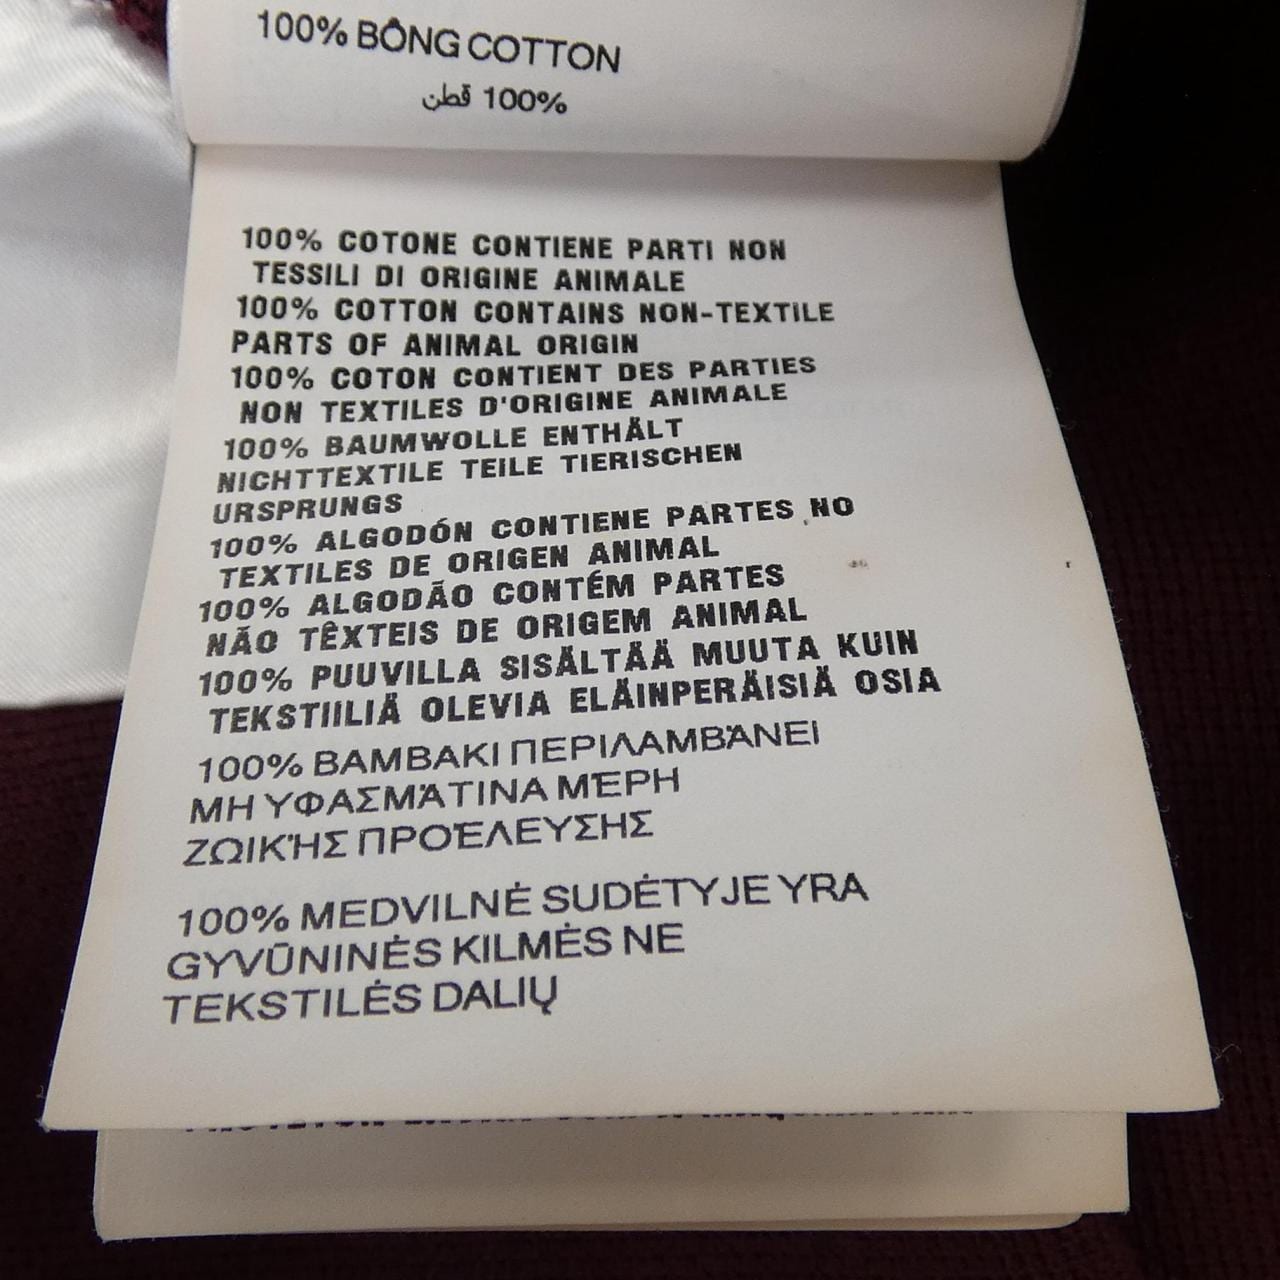 100% BÔNG COTTON
100% قطن
100% COTONE CONTIENE PARTI NON
TESSILI DI ORIGINE ANIMALE
100% COTTON CONTAINS NON-TEXTILE
PARTS OF ANIMAL ORIGIN
100% COTON CONTIENT DES PARTIES
NON TEXTILES D'ORIGINE ANIMALE
100% BAUMWOLLE ENTHÄLT
NICHTTEXTILE TEILE TIERISCHEN
URSPRUNGS
100% ALGODÓN CONTIENE PARTES NO
TEXTILES DE ORIGEN ANIMAL
100% ALGODÃO CONTÉM PARTES
NÃO TÊXTEIS DE ORIGEM ANIMAL
100% PUUVILLA SISÄLTÄÄ MUUTA KUIN
TEKSTIILIÄ OLEVIA ELÄINPERÄISIÄ OSIA
100% ΒΑΜΒΑΚΙ ΠΕΡΙΛΑΜΒΆΝΕΙ
ΜΗ ΥΦΑΣΜΆΤΙΝΑ ΜΈΡΗ
ΖΩΙΚΉΣ ΠΡΟΈΛΕΥΣΗΣ
100% MEDVILNĖ SUDĖTYJE YRA
GYVŪNINĖS KILMĖS NE
TEKSTILĖS DALIŲ